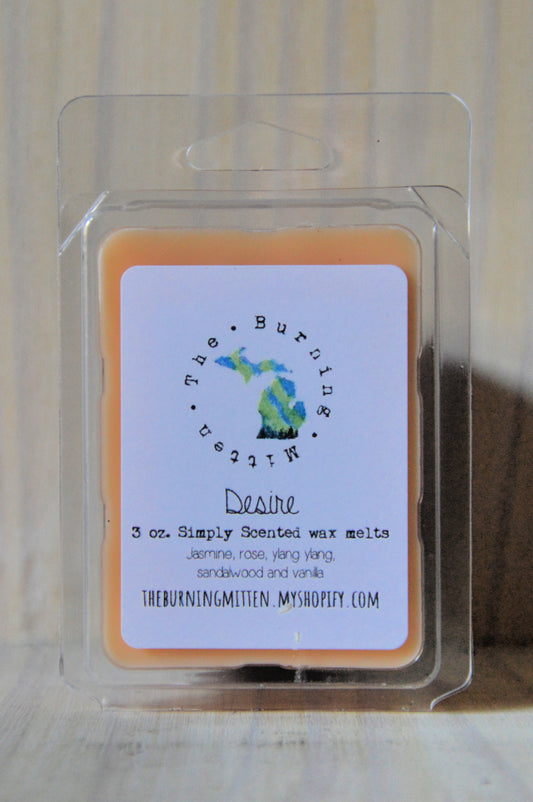 The • Burning • Mitten •
Desire
3 oz. Simply Scented wax melts
Jasmine, rose, ylang ylang,
sandalwood and vanilla
THEBURNINGMITTEN.MYSHOPIFY.COM